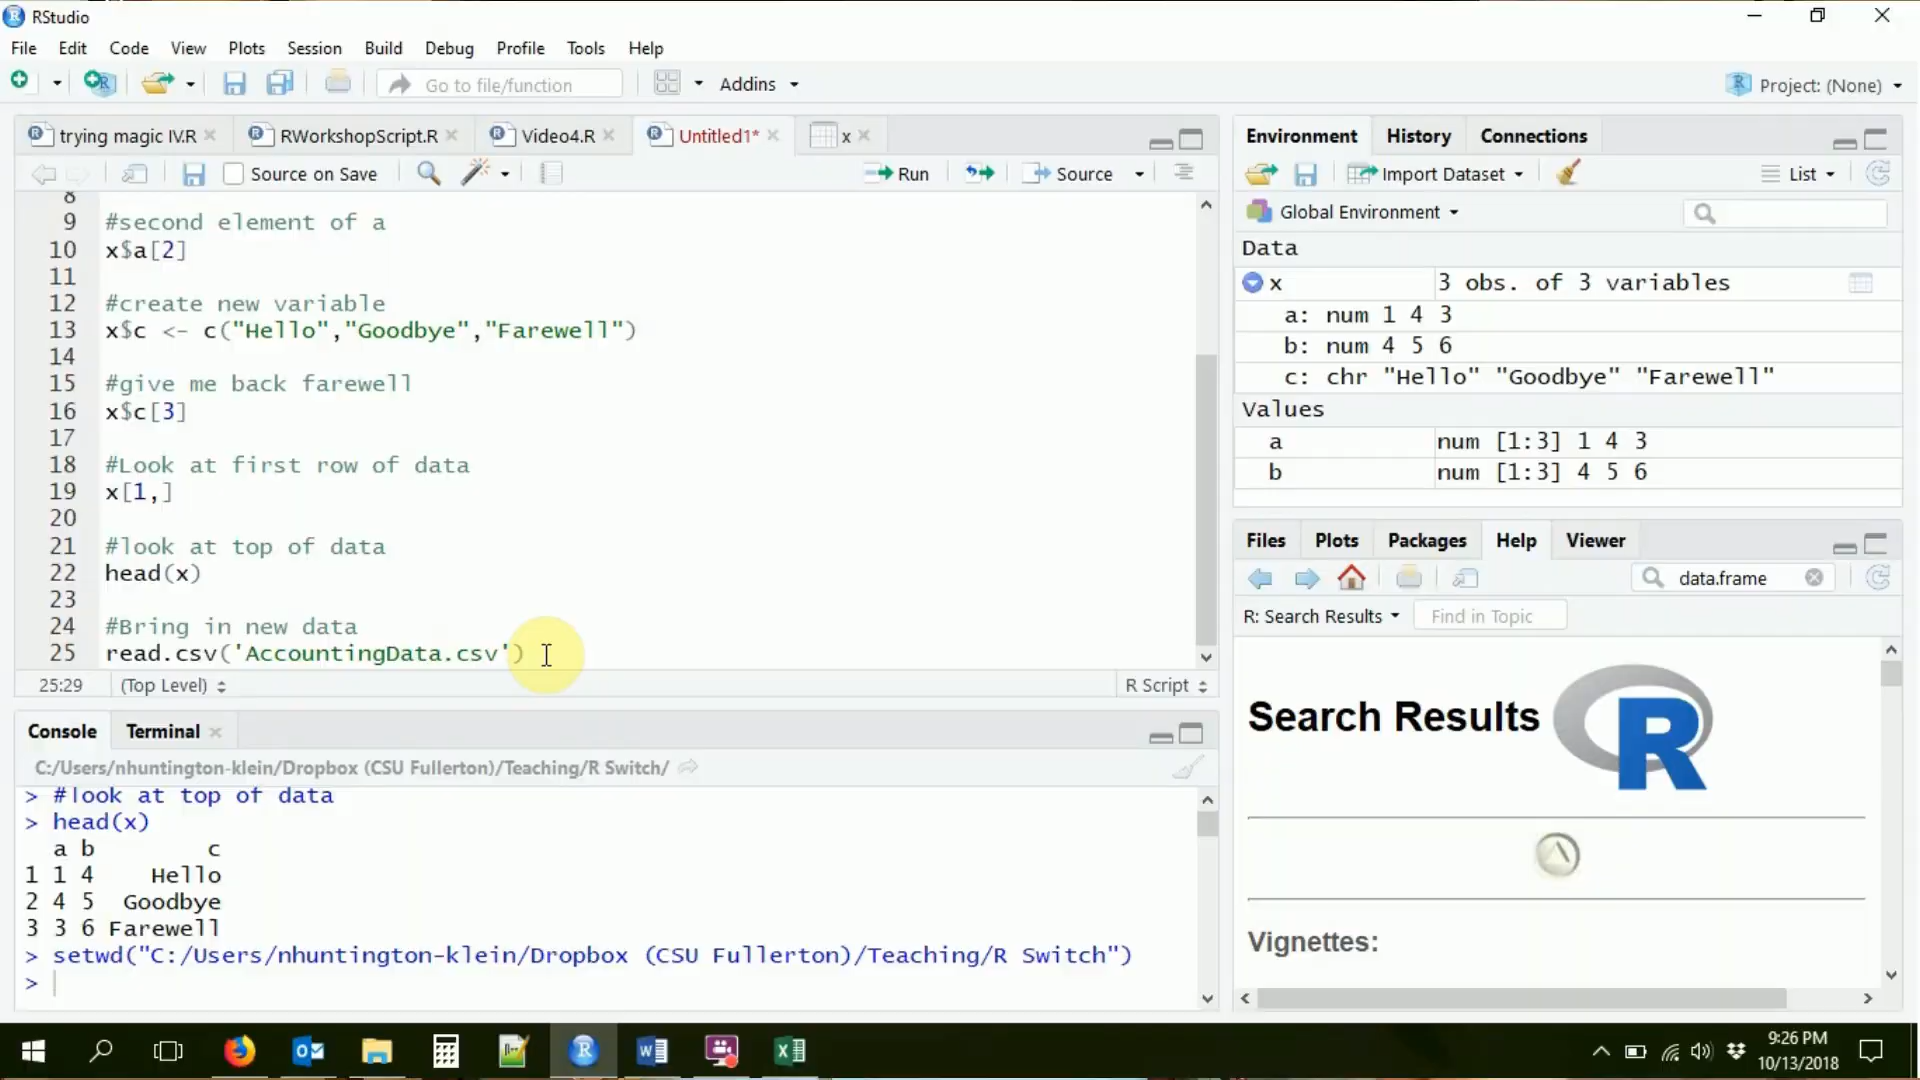 RStudio
File Edit Code View Plots Session Build Debug Profile Tools Help
Go to file/function Addins Project: (None)
trying magic IV.R RWorkshopScript.R Video4.R Untitled1* x
Source on Save Run Source
8
9 #second element of a
10 x$a[2]
11
12 #create new variable
13 x$c <- c("Hello","Goodbye","Farewell")
14
15 #give me back farewell
16 x$c[3]
17
18 #Look at first row of data
19 x[1,]
20
21 #look at top of data
22 head(x)
23
24 #Bring in new data
25 read.csv('AccountingData.csv')
25:29 (Top Level) R Script
Console Terminal
C:/Users/nhuntington-klein/Dropbox (CSU Fullerton)/Teaching/R Switch/
> #look at top of data
> head(x)
a b c
1 1 4 Hello
2 4 5 Goodbye
3 3 6 Farewell
> setwd("C:/Users/nhuntington-klein/Dropbox (CSU Fullerton)/Teaching/R Switch")
>
Environment History Connections
Import Dataset List
Global Environment
Data
x 3 obs. of 3 variables
a: num 1 4 3
b: num 4 5 6
c: chr "Hello" "Goodbye" "Farewell"
Values
a num [1:3] 1 4 3
b num [1:3] 4 5 6
Files Plots Packages Help Viewer
data.frame
R: Search Results Find in Topic
Search Results R
Vignettes:
9:26 PM
10/13/2018